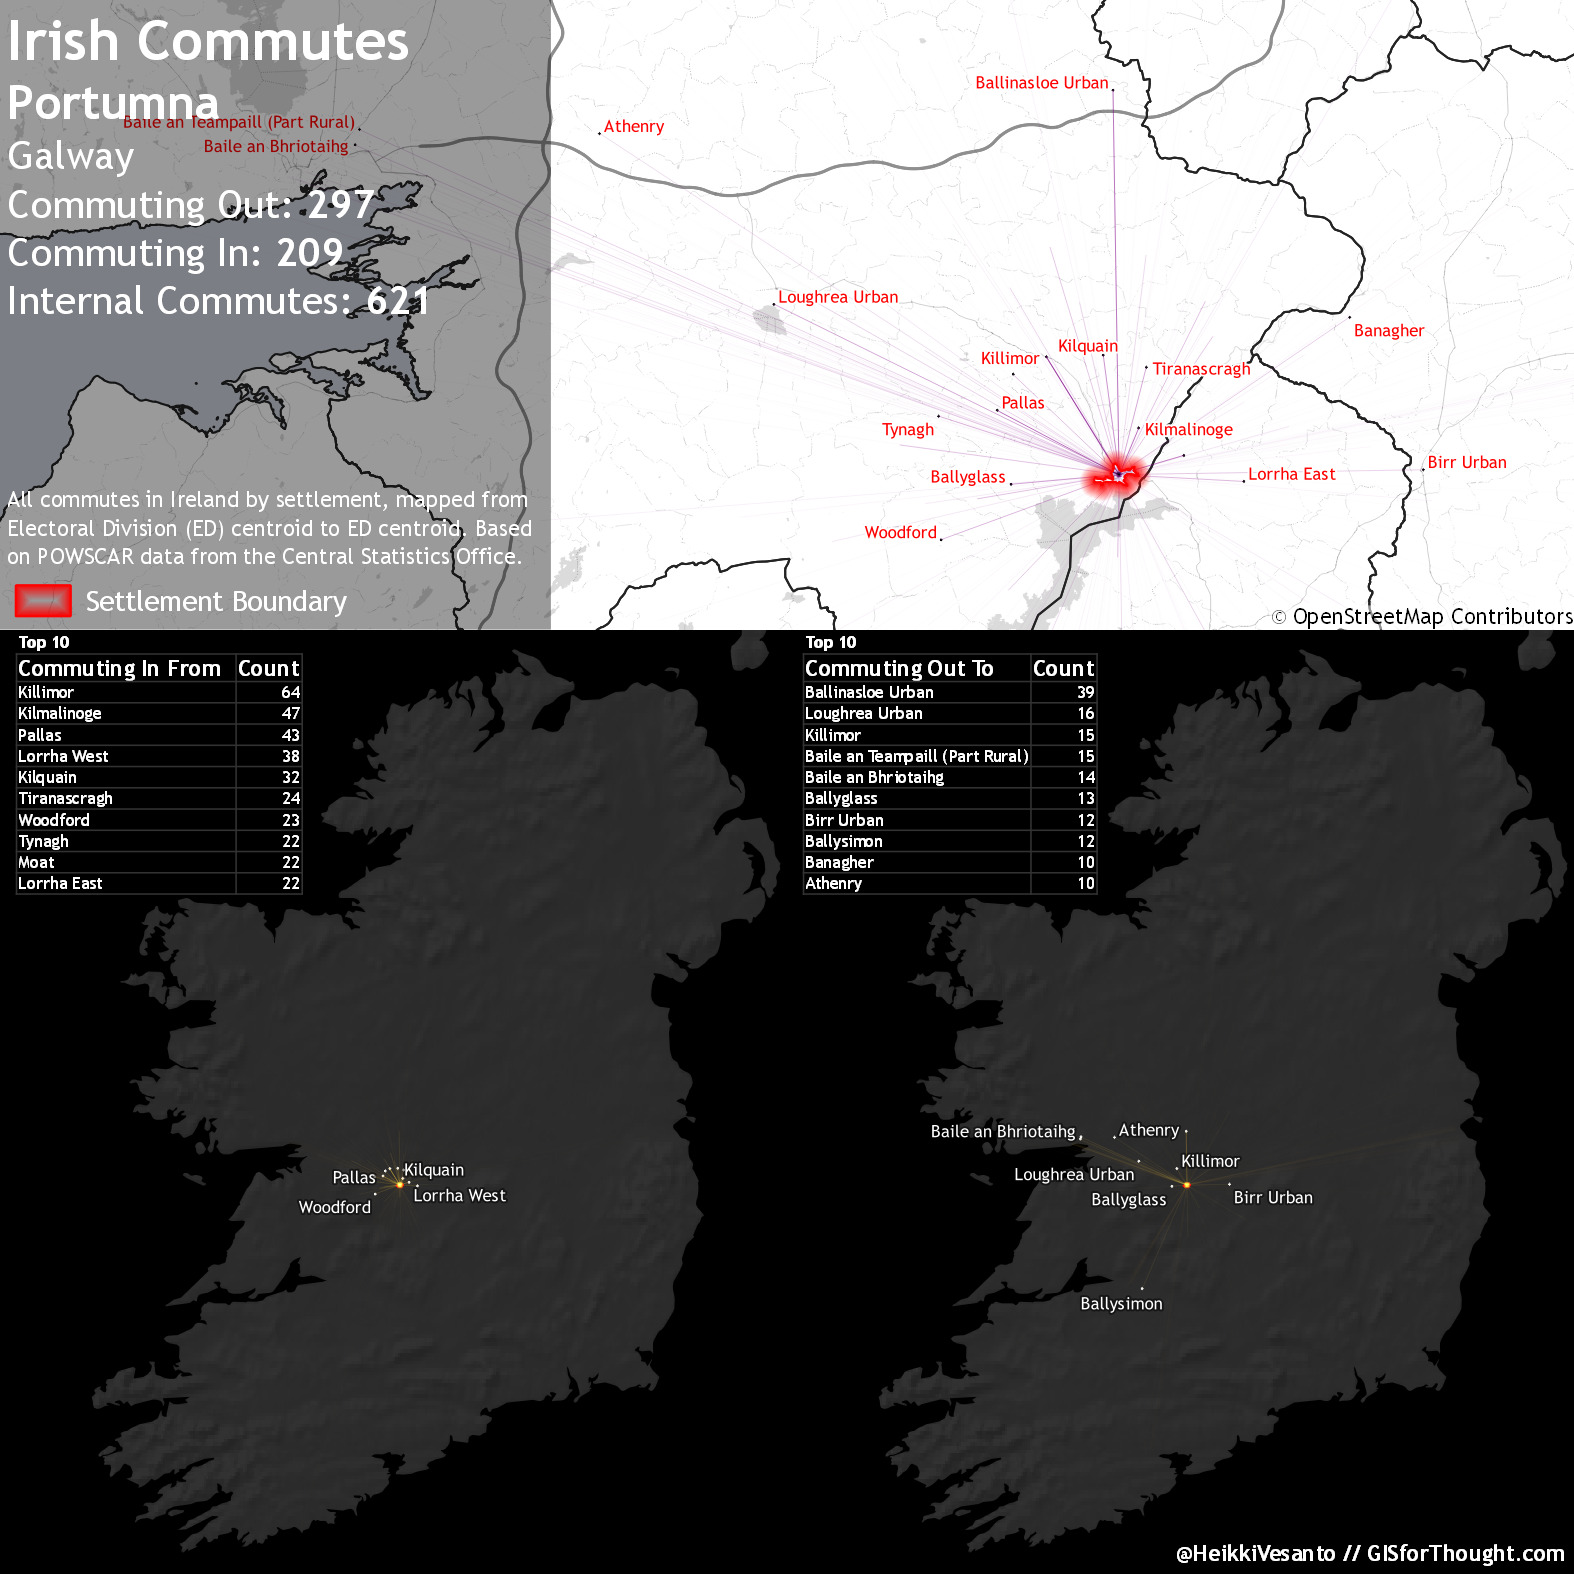 Irish Commutes
Portumna
Baile an Teampaill (Part Rural)
Baile an Bhriotaihg
Galway
Commuting Out: 297
Commuting In: 209
Internal Commutes: 621
All commutes in Ireland by settlement, mapped from
Electoral Division (ED) centroid to ED centroid. Based
on POWSCAR data from the Central Statistics Office.
Settlement Boundary
Ballinasloe Urban
Athenry
Loughrea Urban
Banagher
Kilquain
Killimor
Tiranascragh
Pallas
Tynagh
Kilmalinoge
Ballyglass
Lorrha East
Birr Urban
Woodford
© OpenStreetMap Contributors
Top 10
Commuting In From Count
Killimor 64
Kilmalinoge 47
Pallas 43
Lorrha West 38
Kilquain 32
Tiranascragh 24
Woodford 23
Tynagh 22
Moat 22
Lorrha East 22
Top 10
Commuting Out To Count
Ballinasloe Urban 39
Loughrea Urban 16
Killimor 15
Baile an Teampaill (Part Rural) 15
Baile an Bhriotaihg 14
Ballyglass 13
Birr Urban 12
Ballysimon 12
Banagher 10
Athenry 10
Kilquain
Pallas
Lorrha West
Woodford
Baile an Bhriotaihg
Athenry
Killimor
Loughrea Urban
Ballyglass
Birr Urban
Ballysimon
@HeikkiVesanto // GISforThought.com